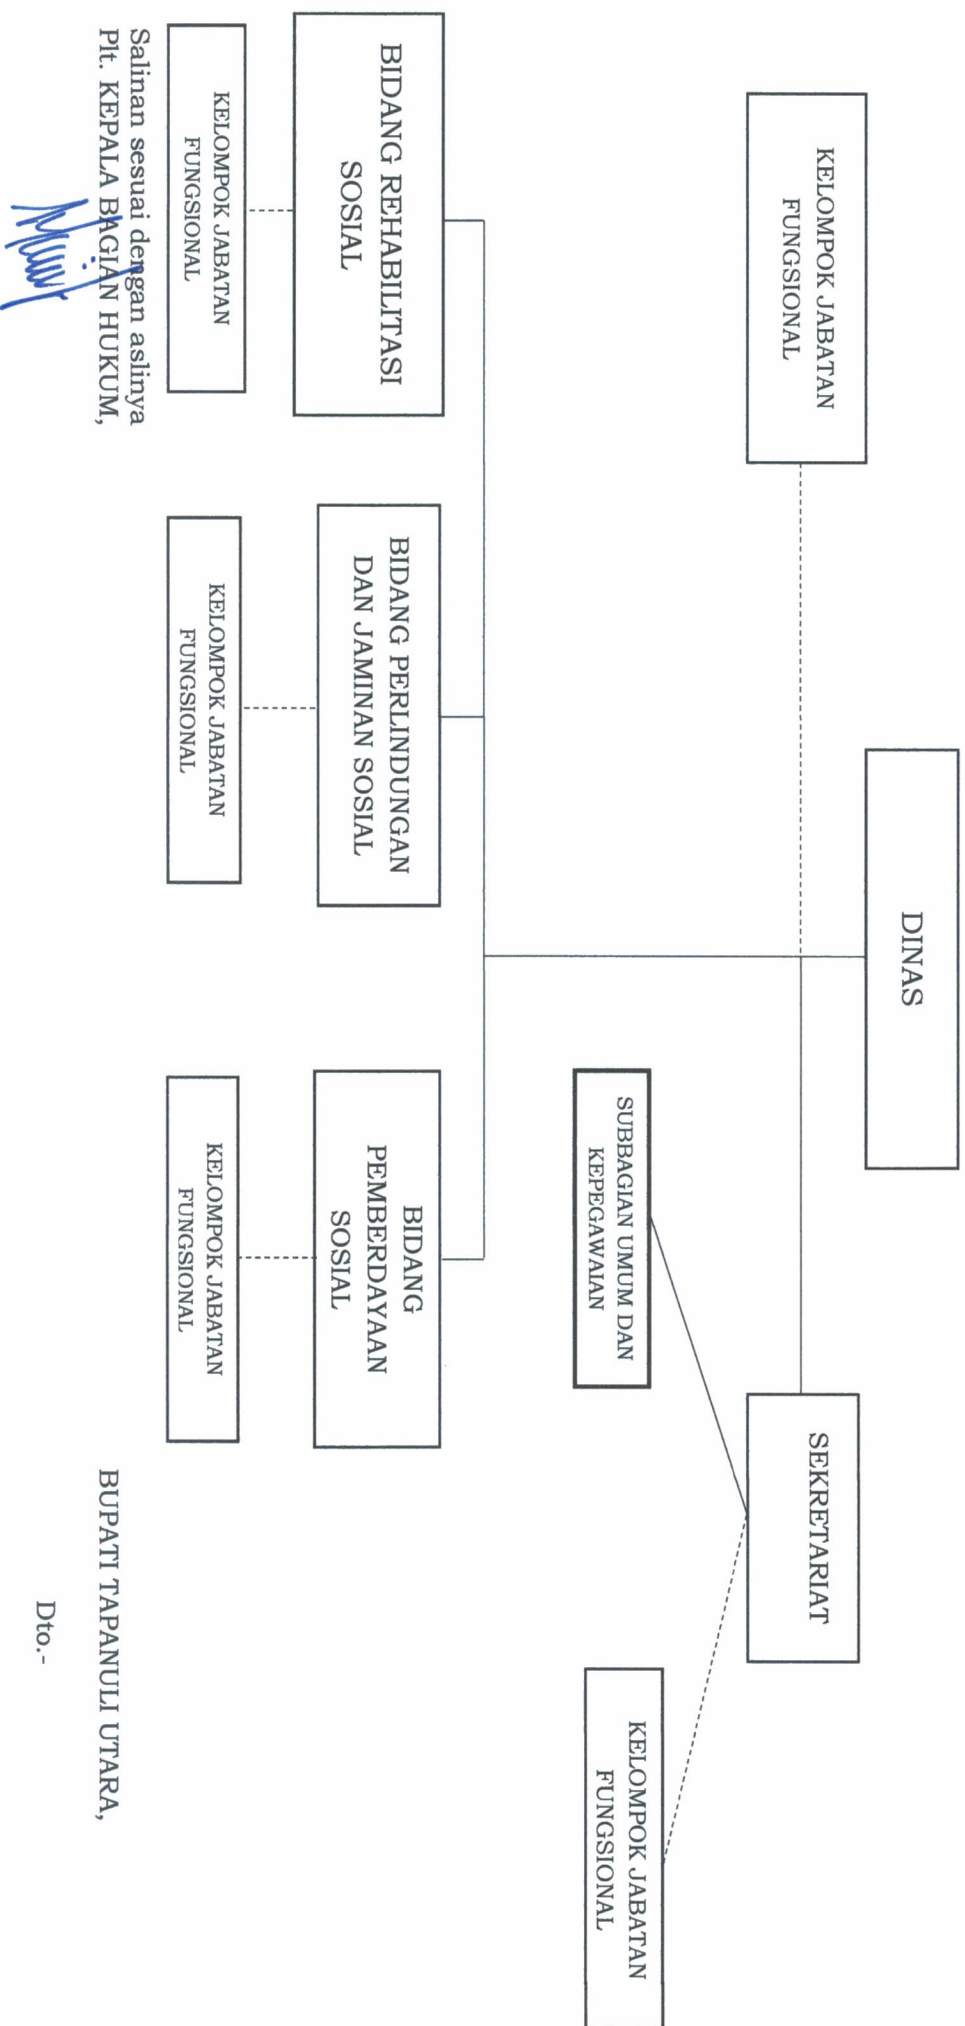 DINAS
KELOMPOK JABATAN
FUNGSIONAL
SEKRETARIAT
SUBBAGIAN UMUM DAN
KEPEGAWAIAN
KELOMPOK JABATAN
FUNGSIONAL
BIDANG REHABILITASI
SOSIAL
BIDANG PERLINDUNGAN
DAN JAMINAN SOSIAL
BIDANG
PEMBERDAYAAN
SOSIAL
KELOMPOK JABATAN
FUNGSIONAL
KELOMPOK JABATAN
FUNGSIONAL
KELOMPOK JABATAN
FUNGSIONAL
Salinan sesuai dengan aslinya
Plt. KEPALA BAGIAN HUKUM,
BUPATI TAPANULI UTARA,
Dto.-